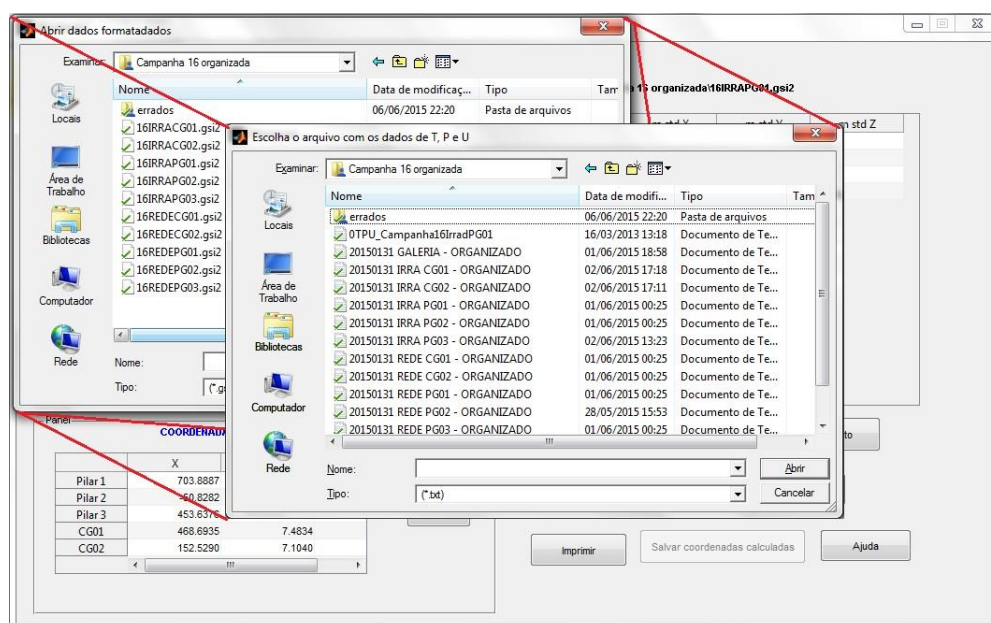 Abrir dados formatadados
Examinar: Campanha 16 organizada
Nome Data de modificaç... Tipo Tam
errados 06/06/2015 22:20 Pasta de arquivos
16IRRACG01.gsi2
16IRRACG02.gsi2
16IRRAPG01.gsi2
16IRRAPG02.gsi2
16IRRAPG03.gsi2
16REDECG01.gsi2
16REDECG02.gsi2
16REDEPG01.gsi2
16REDEPG02.gsi2
16REDEPG03.gsi2
Locais
Área de
Trabalho
Bibliotecas
Computador
Rede
Nome:
Tipo: (*.g
organizada\16IRRAPG01.gsi2
std Z
Escolha o arquivo com os dados de T, P e U
Examinar: Campanha 16 organizada
Nome Data de modifi... Tipo Tam
errados 06/06/2015 22:20 Pasta de arquivos
0TPU_Campanha16IrradPG01 16/03/2013 13:18 Documento de Te...
20150131 GALERIA - ORGANIZADO 01/06/2015 18:58 Documento de Te...
20150131 IRRA CG01 - ORGANIZADO 02/06/2015 17:18 Documento de Te...
20150131 IRRA CG02 - ORGANIZADO 02/06/2015 17:11 Documento de Te...
20150131 IRRA PG01 - ORGANIZADO 01/06/2015 00:25 Documento de Te...
20150131 IRRA PG02 - ORGANIZADO 01/06/2015 00:25 Documento de Te...
20150131 IRRA PG03 - ORGANIZADO 02/06/2015 13:23 Documento de Te...
20150131 REDE CG01 - ORGANIZADO 01/06/2015 00:25 Documento de Te...
20150131 REDE CG02 - ORGANIZADO 01/06/2015 00:25 Documento de Te...
20150131 REDE PG01 - ORGANIZADO 01/06/2015 00:25 Documento de Te...
20150131 REDE PG02 - ORGANIZADO 28/05/2015 15:53 Documento de Te...
20150131 REDE PG03 - ORGANIZADO 01/06/2015 00:25 Documento de Te...
Locais
Área de
Trabalho
Bibliotecas
Computador
Rede
Nome: Abrir
Tipo: (*.txt) Cancelar
Panel
COORDENADA
X
Pilar 1 703.8887
Pilar 2
Pilar 3 453.6376
CG01 468.6935 7.4834
CG02 152.5290 7.1040
to
Imprimir Salvar coordenadas calculadas Ajuda